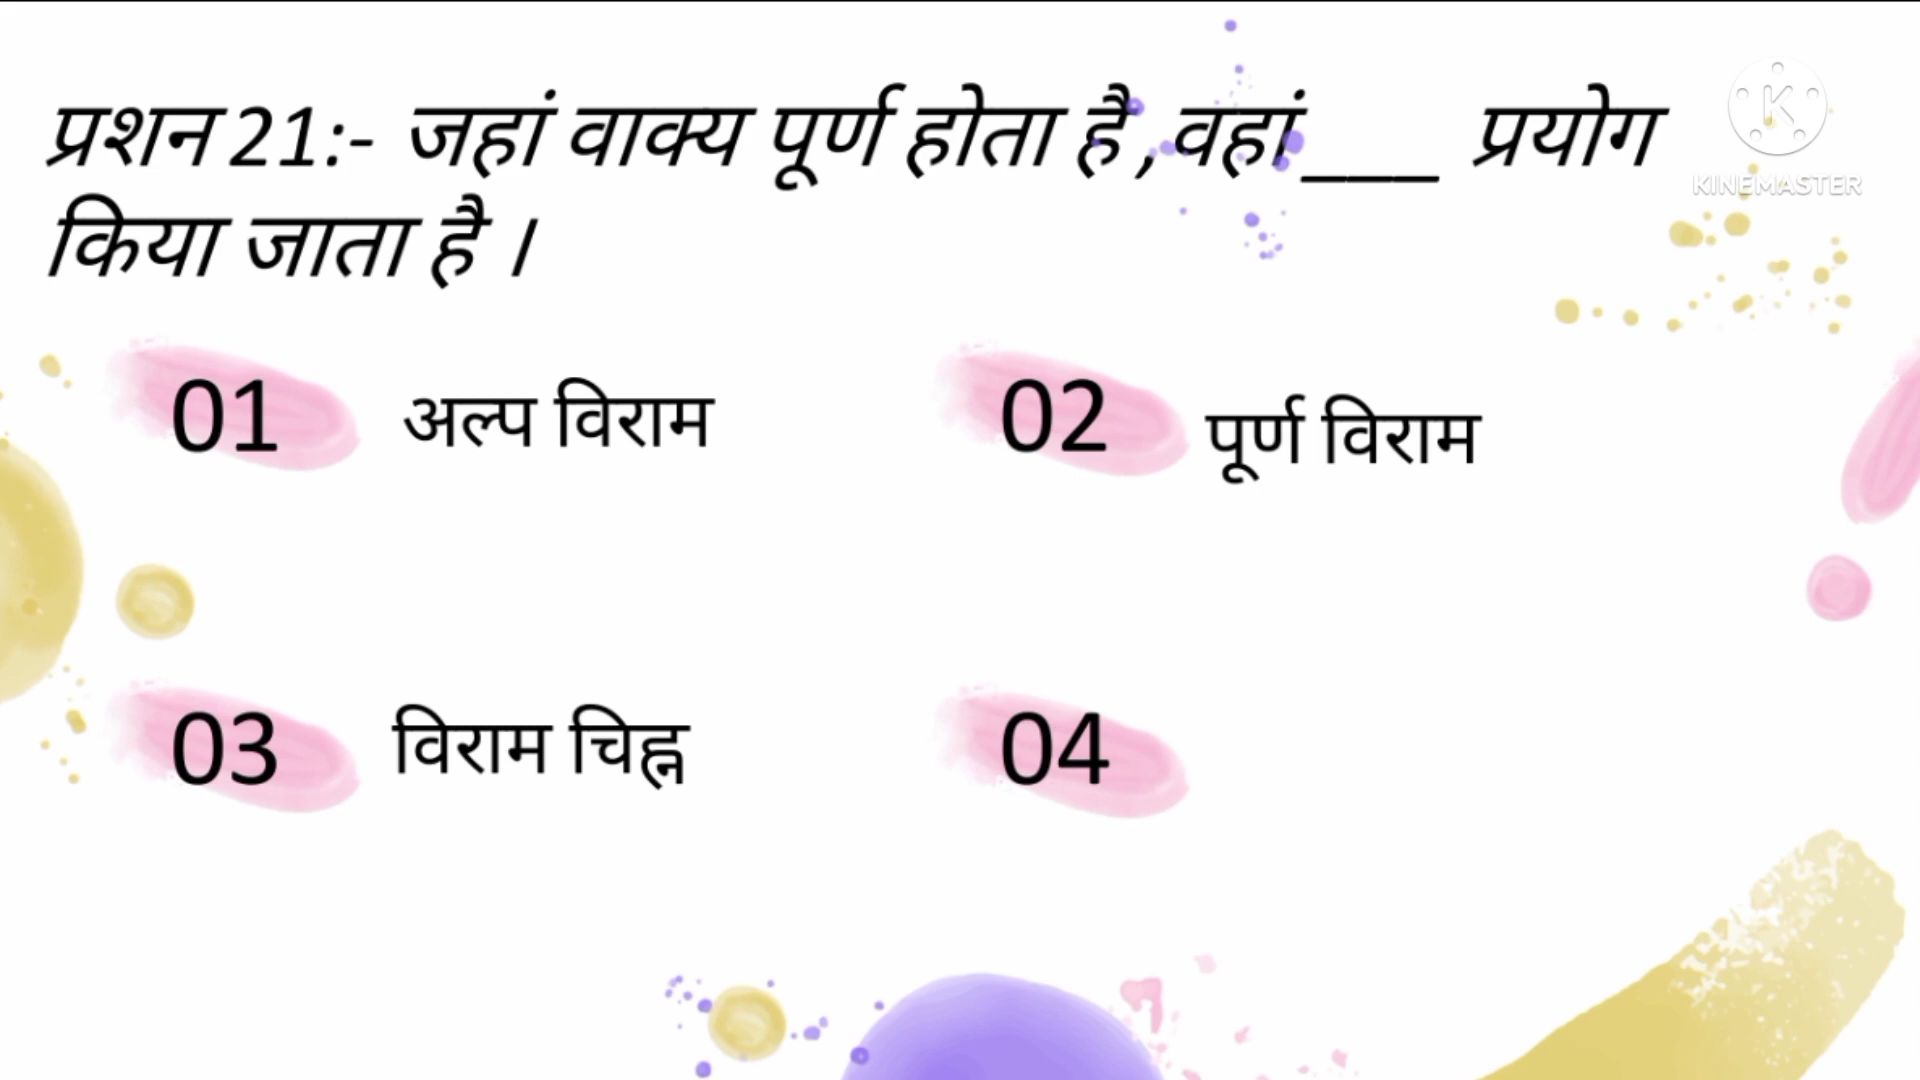 प्रशन 21:- जहां वाक्य पूर्ण होता है ,वहां___ प्रयोग
किया जाता है ।
KINEMASTER
01 अल्प विराम
02 पूर्ण विराम
03 विराम चिह्न
04